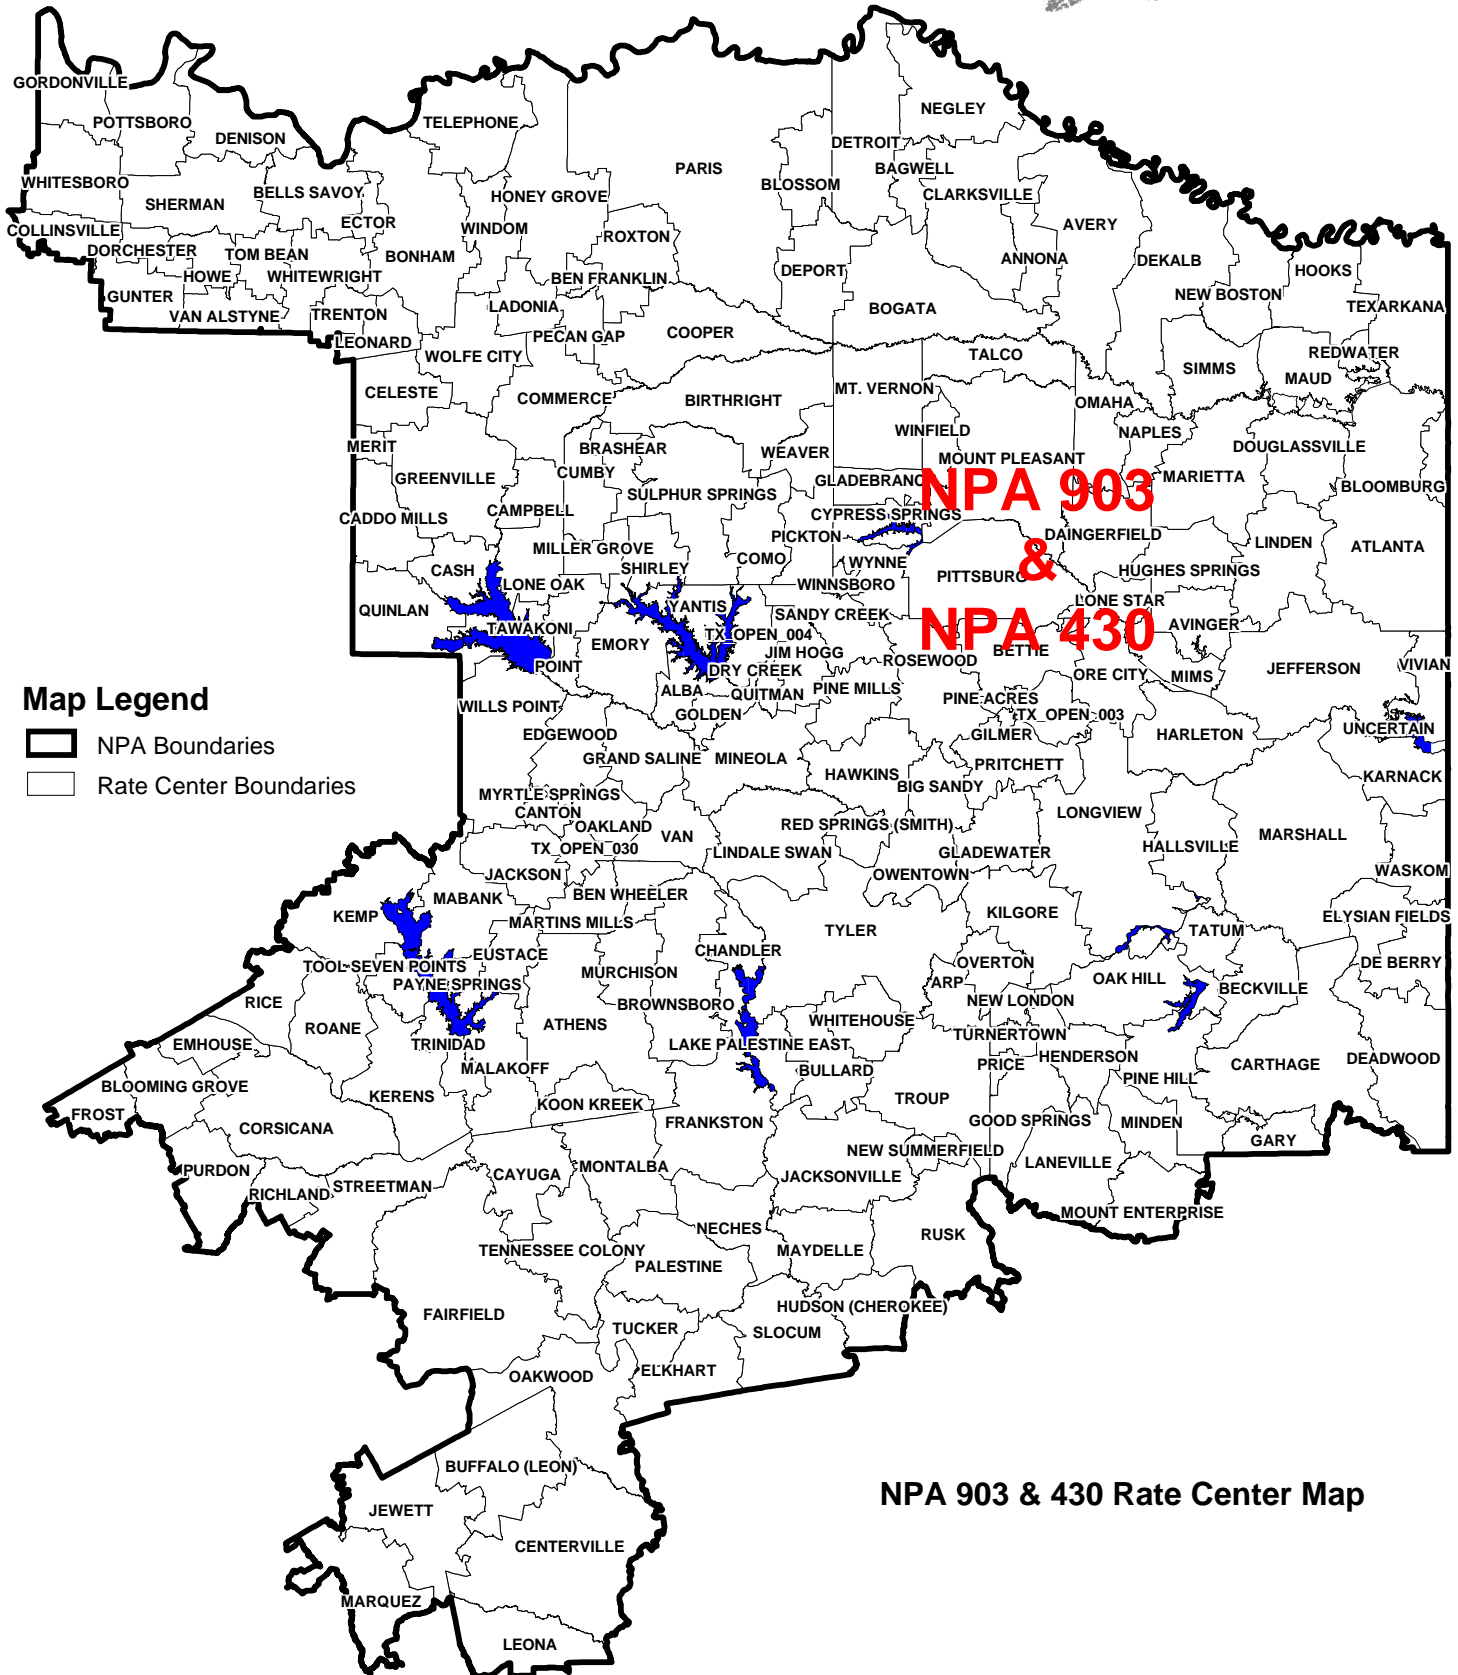 GORDONVILLE
POTTSBORO
DENISON
TELEPHONE
NEGLEY
DETROIT
PARIS
BAGWELL
BLOSSOM
WHITESBORO
SHERMAN
BELLS SAVOY
HONEY GROVE
CLARKSVILLE
ECTOR
AVERY
COLLINSVILLE
WINDOM
ROXTON
DORCHESTER
TOM BEAN
BONHAM
ANNONA
DEKALB
HOWE
WHITEWRIGHT
BEN FRANKLIN
DEPORT
HOOKS
GUNTER
NEW BOSTON
VAN ALSTYNE
TRENTON
LADONIA
BOGATA
TEXARKANA
LEONARD
PECAN GAP
COOPER
WOLFE CITY
TALCO
REDWATER
SIMMS
MAUD
CELESTE
COMMERCE
BIRTHRIGHT
MT. VERNON
OMAHA
MERIT
BRASHEAR
WEAVER
WINFIELD
NAPLES
DOUGLASSVILLE
GREENVILLE
CUMBY
MOUNT PLEASANT
MARIETTA
SULPHUR SPRINGS
GLADEBRANCH
NPA 903
BLOOMBURG
CADDO MILLS
CAMPBELL
CYPRESS SPRINGS
PICKTON
DAINGERFIELD
MILLER GROVE
COMO
&
LINDEN
ATLANTA
CASH
SHIRLEY
WYNNE
PITTSBURG
HUGHES SPRINGS
LONE OAK
WINNSBORO
QUINLAN
YANTIS
SANDY CREEK
LONE STAR
TAWAKONI
TX_OPEN_004
NPA 430
AVINGER
EMORY
JIM HOGG
BETTIE
POINT
DRY CREEK
ROSEWOOD
ORE CITY
MIMS
JEFFERSON
VIVIAN
ALBA
QUITMAN
PINE MILLS
Map Legend
WILLS POINT
GOLDEN
PINE ACRES
TX_OPEN_003
NPA Boundaries
EDGEWOOD
GILMER
HARLETON
UNCERTAIN
GRAND SALINE
MINEOLA
PRITCHETT
Rate Center Boundaries
HAWKINS
KARNACK
MYRTLE SPRINGS
BIG SANDY
CANTON
LONGVIEW
OAKLAND
VAN
RED SPRINGS (SMITH)
MARSHALL
TX_OPEN_030
LINDALE SWAN
GLADEWATER
HALLSVILLE
JACKSON
OWENTOWN
WASKOM
MABANK
BEN WHEELER
KEMP
MARTINS MILLS
KILGORE
ELYSIAN FIELDS
TYLER
TATUM
EUSTACE
CHANDLER
TOOL SEVEN POINTS
MURCHISON
OVERTON
DE BERRY
PAYNE SPRINGS
ARP
OAK HILL
BECKVILLE
RICE
BROWNSBORO
NEW LONDON
ROANE
ATHENS
WHITEHOUSE
TURNERTOWN
EMHOUSE
TRINIDAD
LAKE PALESTINE EAST
HENDERSON
DEADWOOD
MALAKOFF
BULLARD
PRICE
CARTHAGE
BLOOMING GROVE
PINE HILL
KERENS
KOON KREEK
TROUP
FROST
CORSICANA
FRANKSTON
GOOD SPRINGS
MINDEN
GARY
NEW SUMMERFIELD
PURDON
CAYUGA
MONTALBA
JACKSONVILLE
LANEVILLE
RICHLAND
STREETMAN
MOUNT ENTERPRISE
NECHES
RUSK
TENNESSEE COLONY
MAYDELLE
PALESTINE
FAIRFIELD
HUDSON (CHEROKEE)
TUCKER
SLOCUM
OAKWOOD
ELKHART
BUFFALO (LEON)
NPA 903 & 430 Rate Center Map
JEWETT
CENTERVILLE
MARQUEZ
LEONA